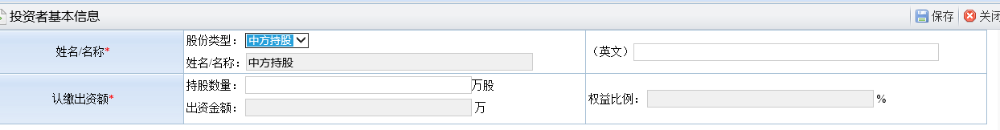 投资者基本信息 保存 关闭
姓名/名称* 股份类型： 中方持股
姓名/名称： 中方持股 （英文）
认缴出资额* 持股数量： 万股
出资金额： 万 权益比例： %